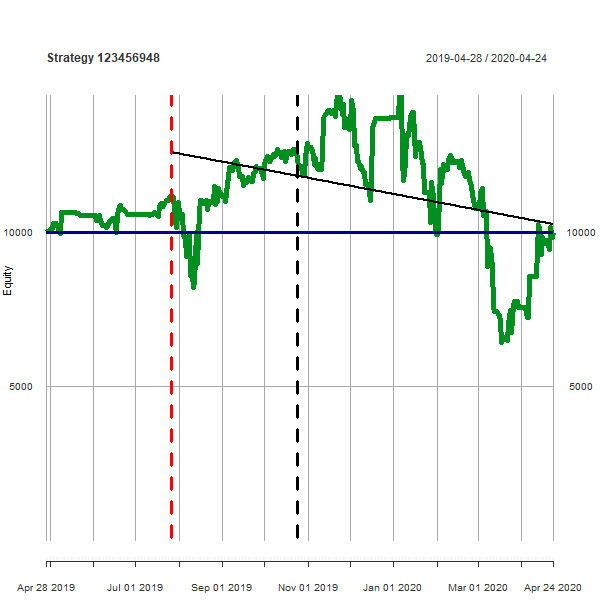 Strategy 123456948
2019-04-28 / 2020-04-24
10000
10000
Equity
5000
5000
Apr 28 2019
Jul 01 2019
Sep 01 2019
Nov 01 2019
Jan 01 2020
Mar 01 2020
Apr 24 2020